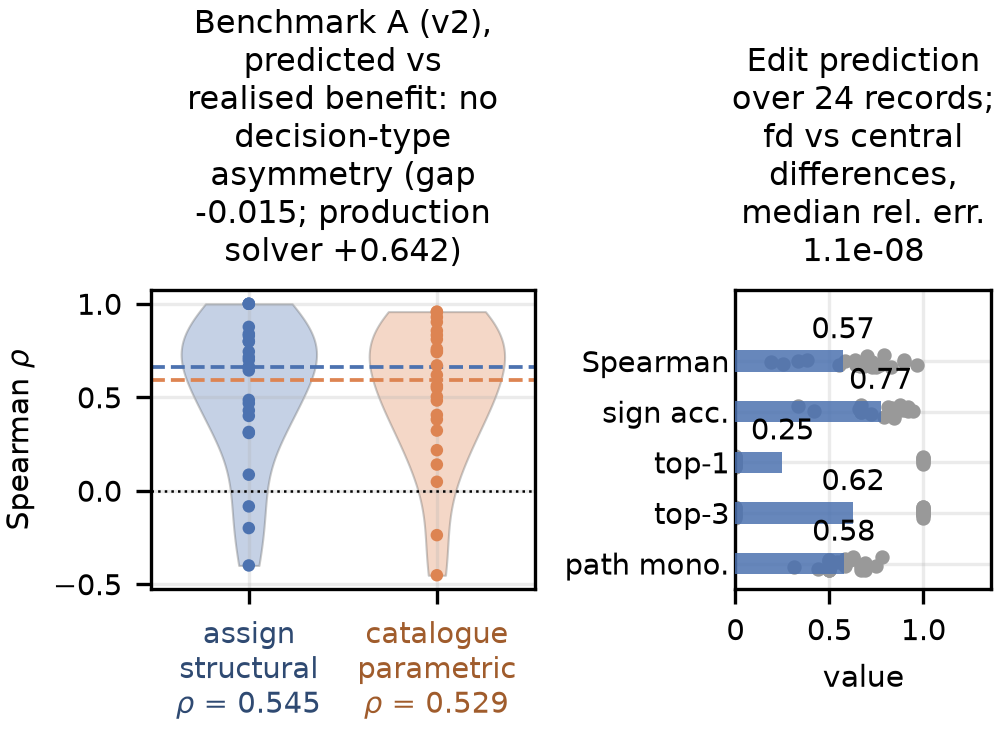 Benchmark A (v2),
predicted vs
realised benefit: no
decision-type
asymmetry (gap
-0.015; production
solver +0.642)
Spearman ρ
1.0
0.5
0.0
−0.5
assign
structural
ρ = 0.545
catalogue
parametric
ρ = 0.529
Edit prediction
over 24 records;
fd vs central
differences,
median rel. err.
1.1e-08
0.57
Spearman
0.77
sign acc.
0.25
top-1
0.62
top-3
0.58
path mono.
0 0.5 1.0
value